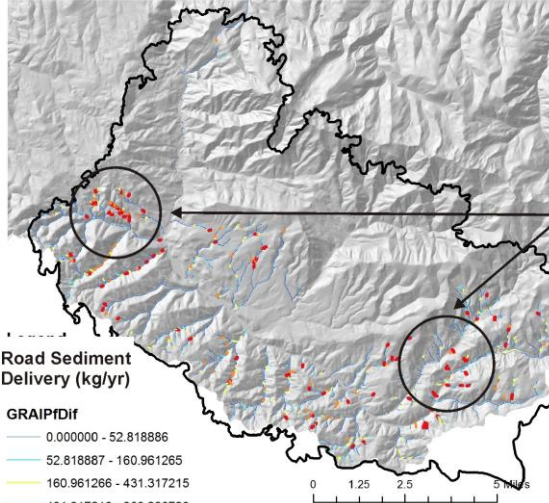 Road Sediment
Delivery (kg/yr)
GRAIPfDif
0.000000 - 52.818886
52.818887 - 160.961265
160.961266 - 431.317215
0 1.25 2.5 5 Miles